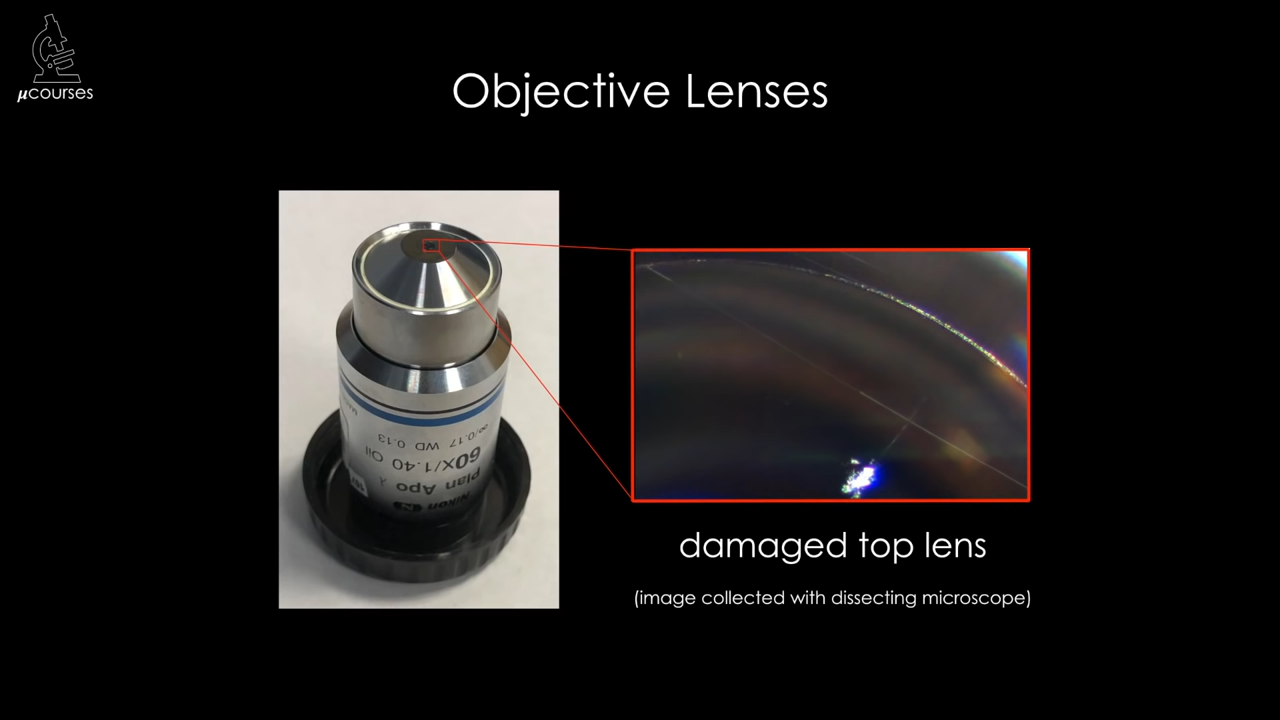 μcourses
Objective Lenses
∞/0.17 WD 0.13
60x/1.40 Oil
Plan Apo λ
Nikon
damaged top lens
(image collected with dissecting microscope)